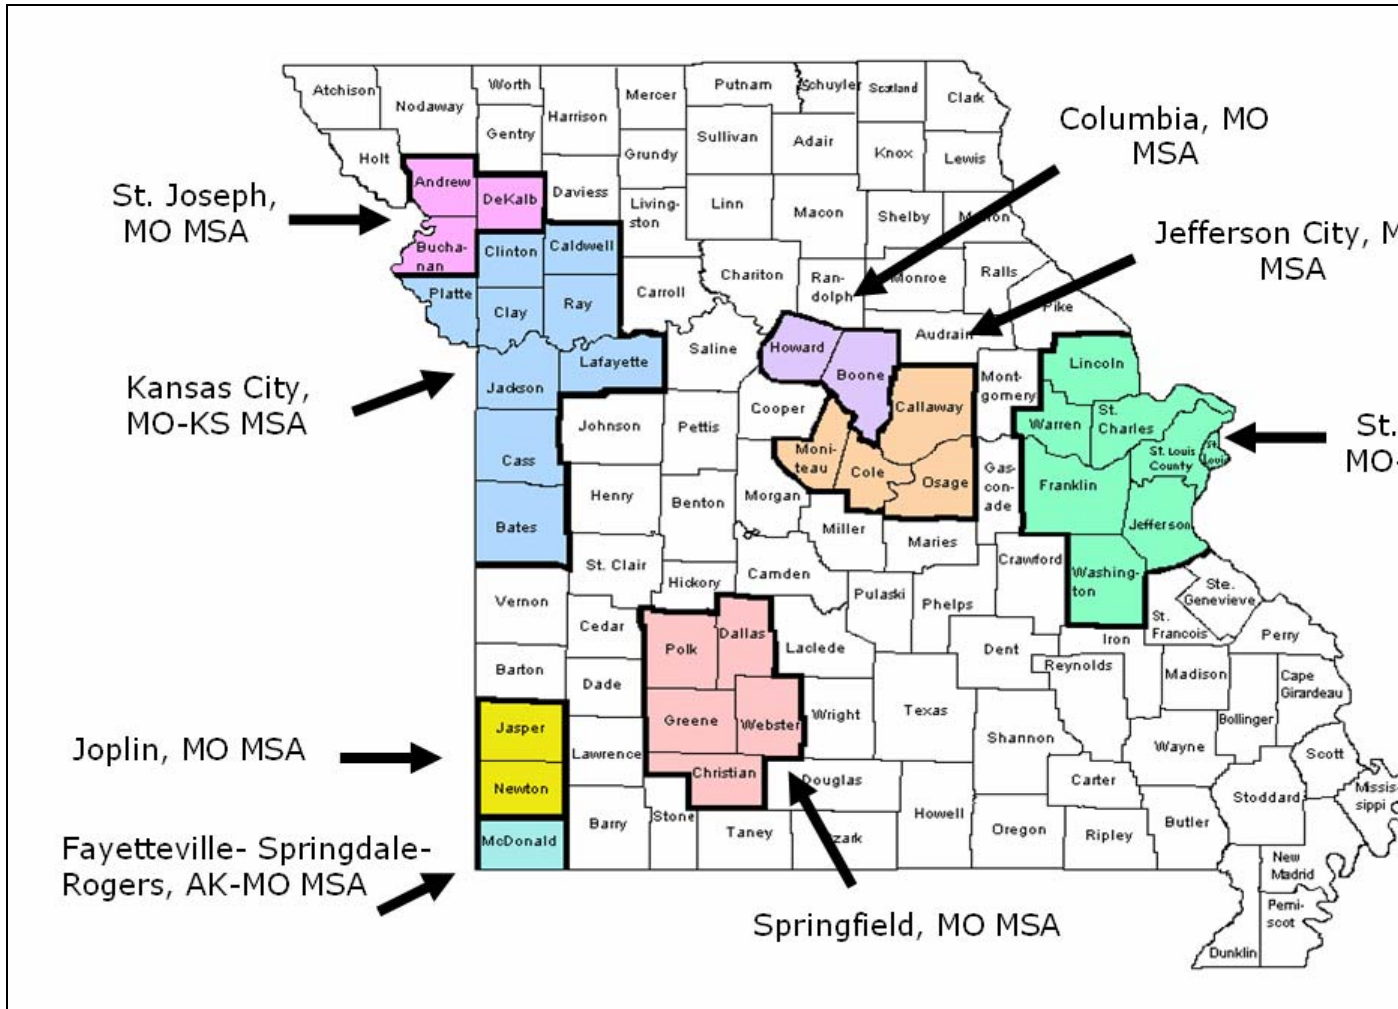 Columbia, MO
MSA
Jefferson City, M
MSA
St. Joseph,
MO MSA
Kansas City,
MO-KS MSA
St.
MO-
Joplin, MO MSA
Fayetteville- Springdale-
Rogers, AK-MO MSA
Springfield, MO MSA
Atchison
Nodaway
Worth
Gentry
Harrison
Mercer
Putnam
Schuyler
Scotland
Clark
Holt
Andrew
DeKalb
Daviess
Grundy
Sullivan
Adair
Knox
Lewis
Living-
ston
Linn
Macon
Shelby
Bucha-
nan
Clinton
Caldwell
Platte
Clay
Ray
Carroll
Chariton
Ran-
dolph
Monroe
Ralls
Pike
Audrain
Jackson
Lafayette
Saline
Howard
Boone
Callaway
Mont-
gomery
Lincoln
Warren
St.
Charles
St. Louis
County
St.
Louis
Cooper
Johnson
Pettis
Moni-
teau
Cole
Osage
Gas-
con-
ade
Franklin
Jefferson
Cass
Henry
Benton
Morgan
Miller
Maries
Crawford
Washing-
ton
Bates
St. Clair
Hickory
Camden
Pulaski
Phelps
Ste.
Genevieve
St.
Francois
Perry
Vernon
Cedar
Polk
Dallas
Laclede
Dent
Iron
Reynolds
Madison
Cape
Girardeau
Barton
Dade
Greene
Webster
Wright
Texas
Shannon
Bollinger
Wayne
Scott
Jasper
Lawrence
Christian
Douglas
Carter
Stoddard
Missis-
sippi
Newton
McDonald
Barry
Stone
Taney
zark
Howell
Oregon
Ripley
Butler
New
Madrid
Pemi-
scot
Dunklin